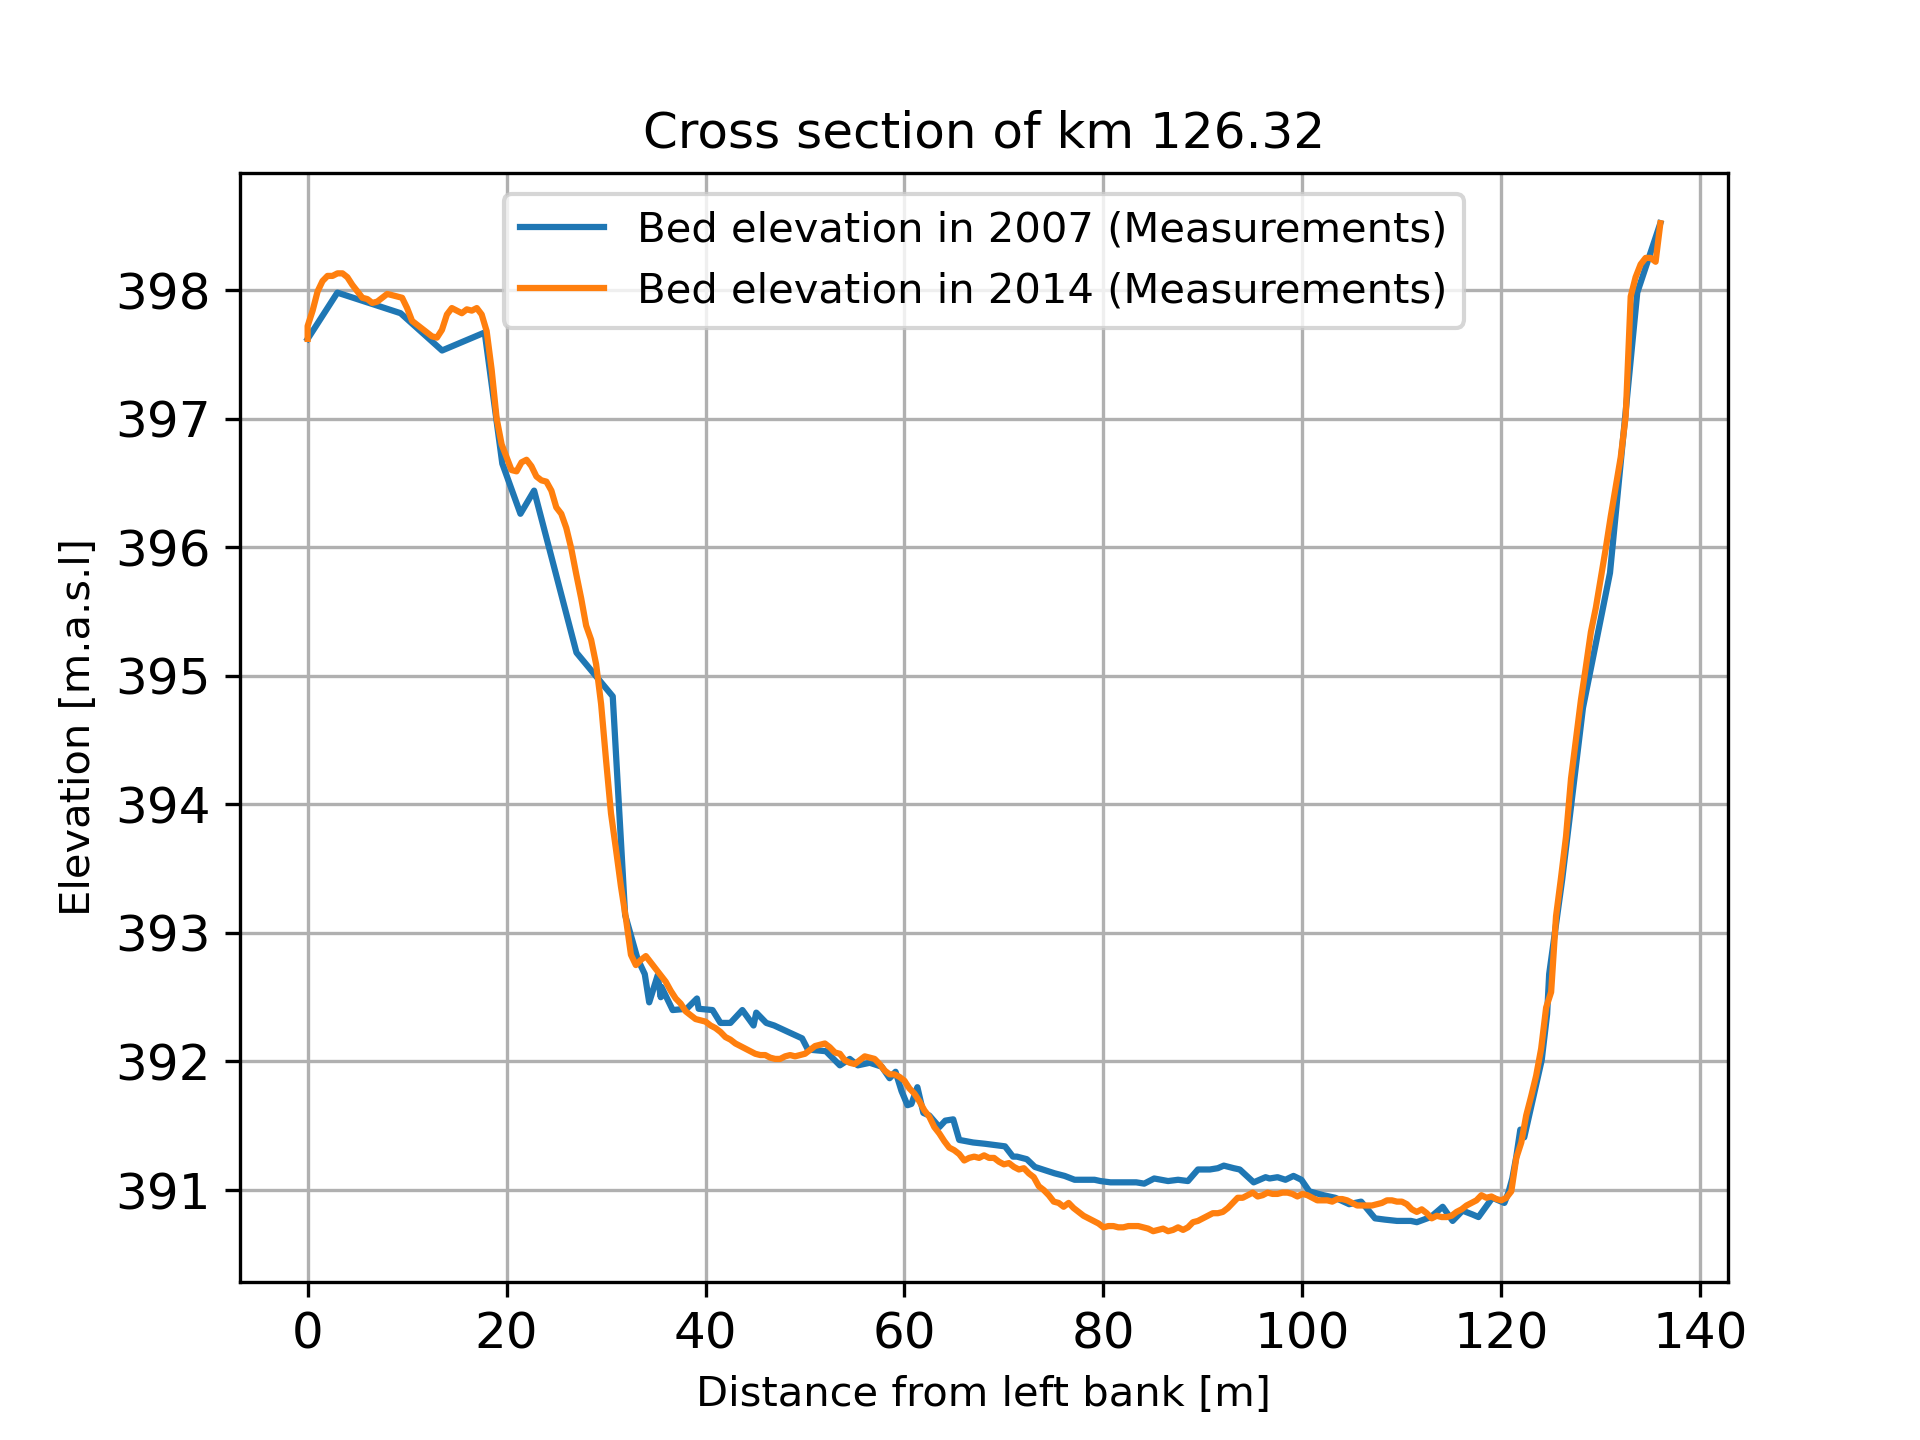 Cross section of km 126.32
Bed elevation in 2007 (Measurements)
Bed elevation in 2014 (Measurements)
398
397
396
395
394
393
392
391
Elevation [m.a.s.l]
0 20 40 60 80 100 120 140
Distance from left bank [m]